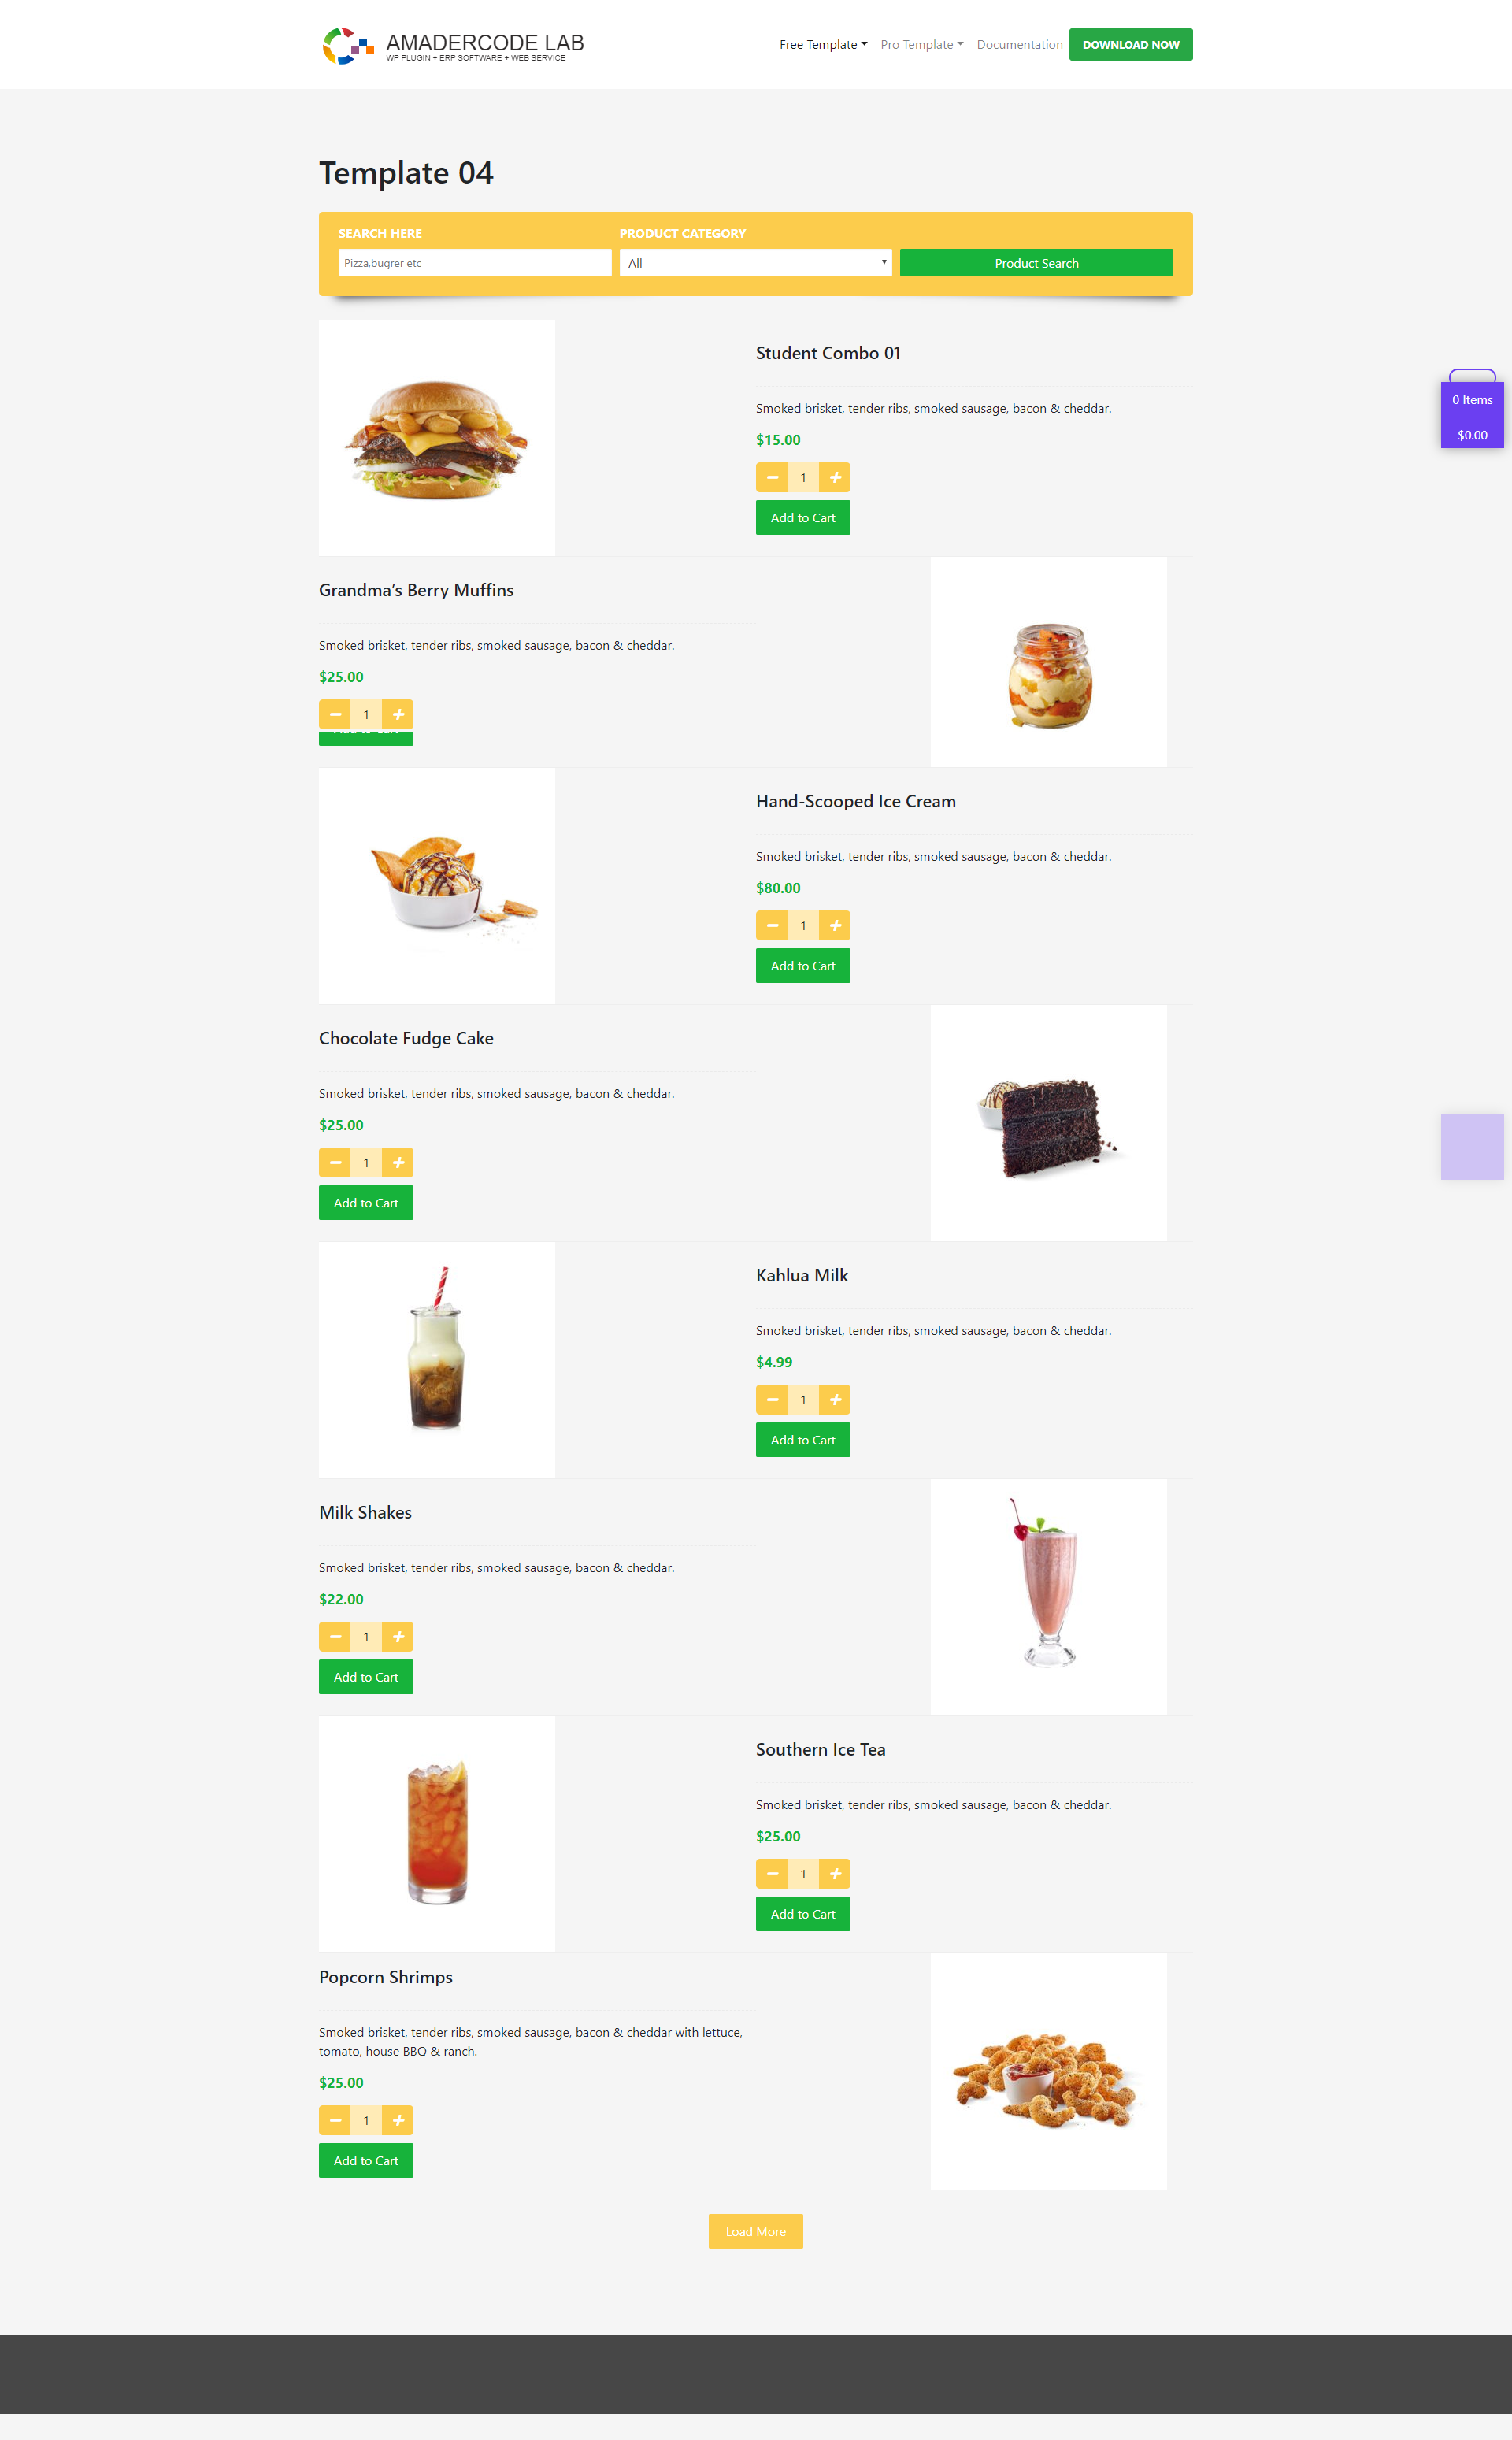 AMADERCODE LAB
WP PLUGIN + ERP SOFTWARE + WEB SERVICE
Free Template Pro Template Documentation DOWNLOAD NOW
Template 04
SEARCH HERE PRODUCT CATEGORY
Pizza,bugrer etc All Product Search
Student Combo 01
Smoked brisket, tender ribs, smoked sausage, bacon & cheddar.
$15.00
1
Add to Cart
0 Items
$0.00
Grandma’s Berry Muffins
Smoked brisket, tender ribs, smoked sausage, bacon & cheddar.
$25.00
1
Add to Cart
Hand-Scooped Ice Cream
Smoked brisket, tender ribs, smoked sausage, bacon & cheddar.
$80.00
1
Add to Cart
Chocolate Fudge Cake
Smoked brisket, tender ribs, smoked sausage, bacon & cheddar.
$25.00
1
Add to Cart
Kahlua Milk
Smoked brisket, tender ribs, smoked sausage, bacon & cheddar.
$4.99
1
Add to Cart
Milk Shakes
Smoked brisket, tender ribs, smoked sausage, bacon & cheddar.
$22.00
1
Add to Cart
Southern Ice Tea
Smoked brisket, tender ribs, smoked sausage, bacon & cheddar.
$25.00
1
Add to Cart
Popcorn Shrimps
Smoked brisket, tender ribs, smoked sausage, bacon & cheddar with lettuce,
tomato, house BBQ & ranch.
$25.00
1
Add to Cart
Load More